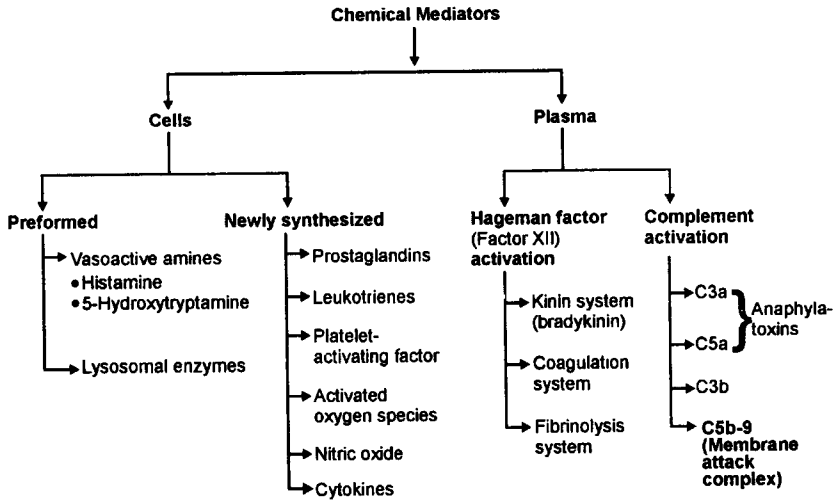 Chemical Mediators
Cells
Plasma
Preformed
Vasoactive amines
• Histamine
• 5-Hydroxytryptamine
Lysosomal enzymes
Newly synthesized
Prostaglandins
Leukotrienes
Platelet-
activating factor
Activated
oxygen species
Nitric oxide
Cytokines
Hageman factor
(Factor XII)
activation
Kinin system
(bradykinin)
Coagulation
system
Fibrinolysis
system
Complement
activation
C3a
C5a
Anaphyla-
toxins
C3b
C5b-9
(Membrane
attack
complex)